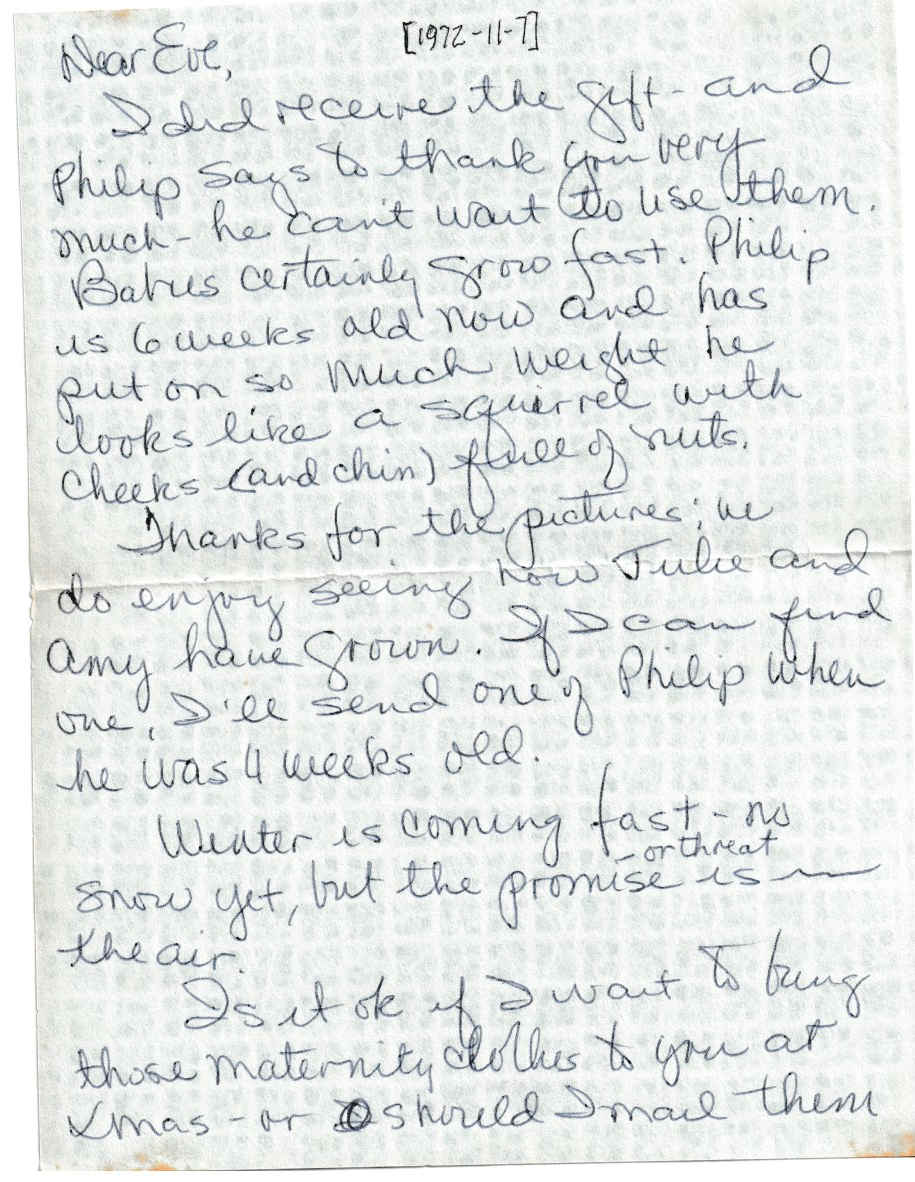 [1972-11-7]
Dear Eve,
I did receive the gift - and
Philip says to thank you very
much - he can't wait to use them.
Babies certainly grow fast. Philip
is 6 weeks old now and has
put on so much weight he
looks like a squirrel with
cheeks (and chin) full of nuts.
Thanks for the pictures; we
do enjoy seeing how Julie and
Amy have grown. If I can find
one, I'll send one of Philip when
he was 4 weeks old.
Winter is coming fast - no
snow yet, but the promise - or threat is in
the air.
Is it ok if I wait to bring
those maternity clothes to you at
Xmas - or should I mail them